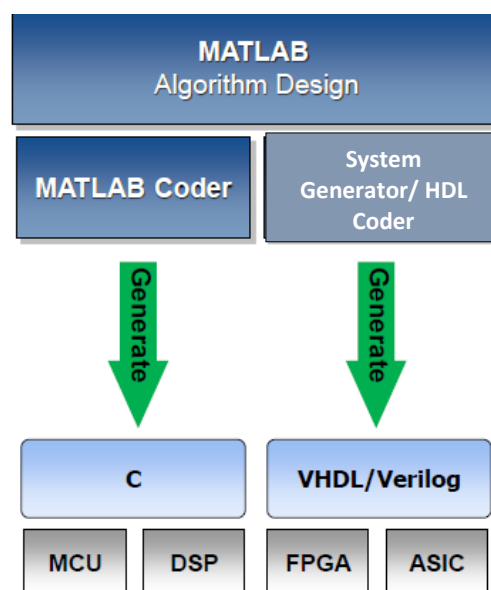 MATLAB
Algorithm Design
MATLAB Coder
System
Generator/ HDL
Coder
Generate
Generate
C
VHDL/Verilog
MCU
DSP
FPGA
ASIC